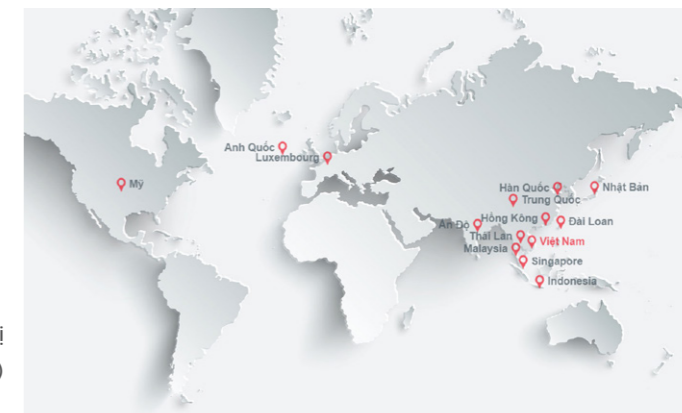 Anh Quốc
Luxembourg
Mỹ
Hàn Quốc
Nhật Bản
Trung Quốc
Hồng Kông
Đài Loan
Ấn Độ
Thái Lan
Việt Nam
Malaysia
Singapore
Indonesia
ị
)